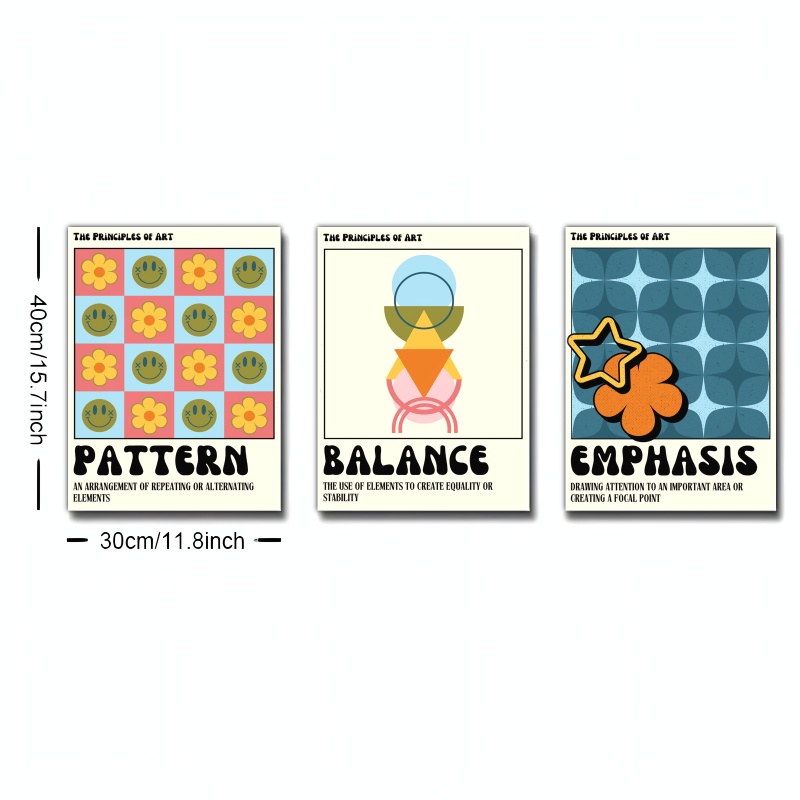 The Principles of Art
PATTERN
AN ARRANGEMENT OF REPEATING OR ALTERNATING
ELEMENTS
The Principles of Art
BALANCE
THE USE OF ELEMENTS TO CREATE EQUALITY OR
STABILITY
The Principles of Art
EMPHASIS
DRAWING ATTENTION TO AN IMPORTANT AREA OR
CREATING A FOCAL POINT
40cm/15.7inch
30cm/11.8inch